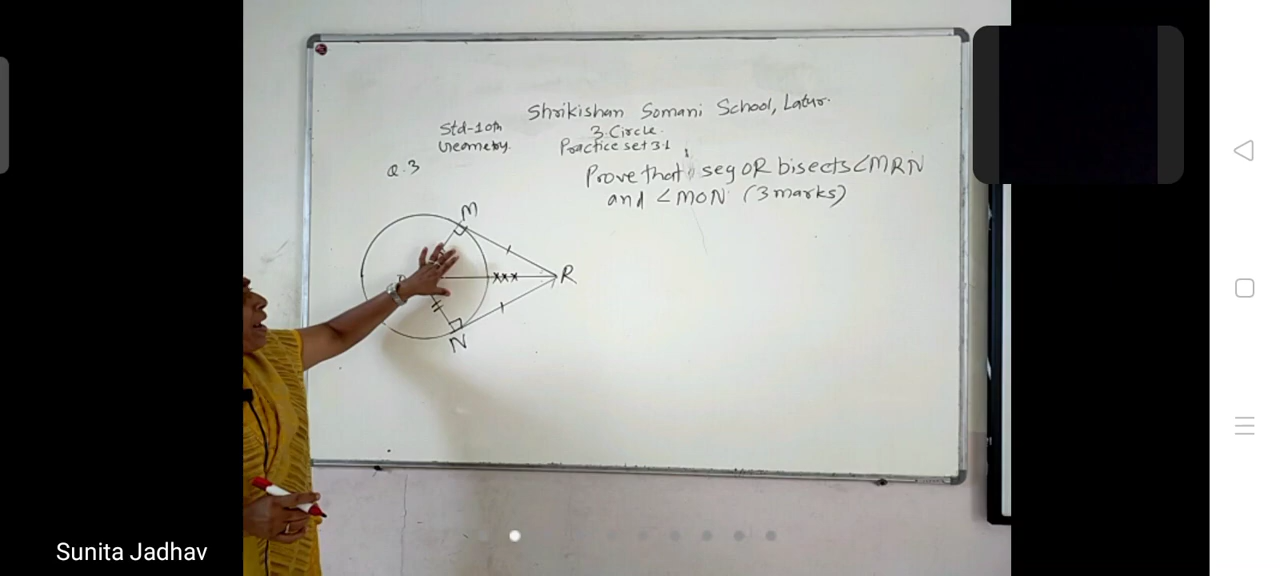 Shrikishan Somani School, Latur.
Std-10th
3. Circle.
Geometry.
Practice set 3.1
Q.3
Prove that seg OR bisects ∠MRN
and ∠MON (3 marks)
M
R
N
Sunita Jadhav